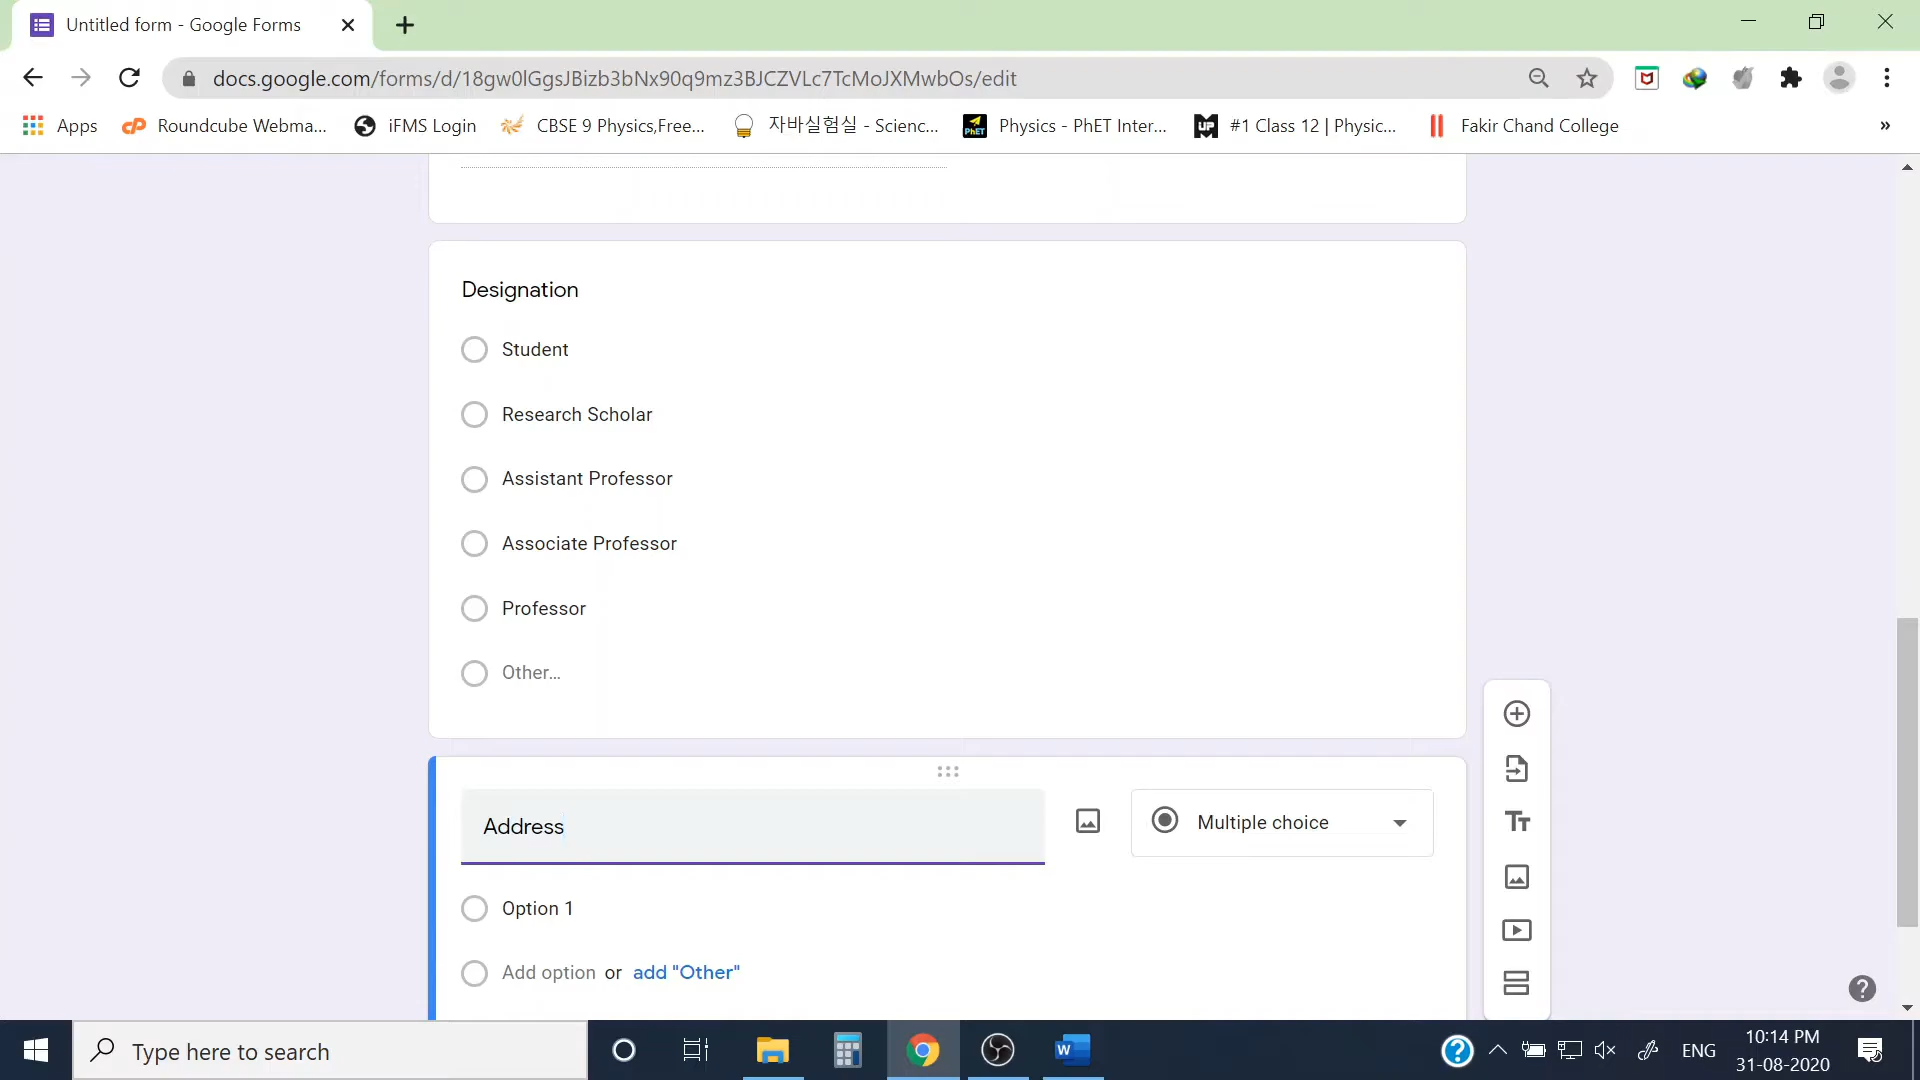 Untitled form - Google Forms
docs.google.com/forms/d/18gw0lGgsJBizb3bNx90q9mz3BJCZVLc7TcMoJXMwbOs/edit
Apps Roundcube Webma... iFMS Login CBSE 9 Physics,Free... 자바실험실 - Scienc... Physics - PhET Inter... #1 Class 12 | Physic... Fakir Chand College »
Designation
Student
Research Scholar
Assistant Professor
Associate Professor
Professor
Other...
Address
Multiple choice
Option 1
Add option or add "Other"
Type here to search
ENG
10:14 PM
31-08-2020